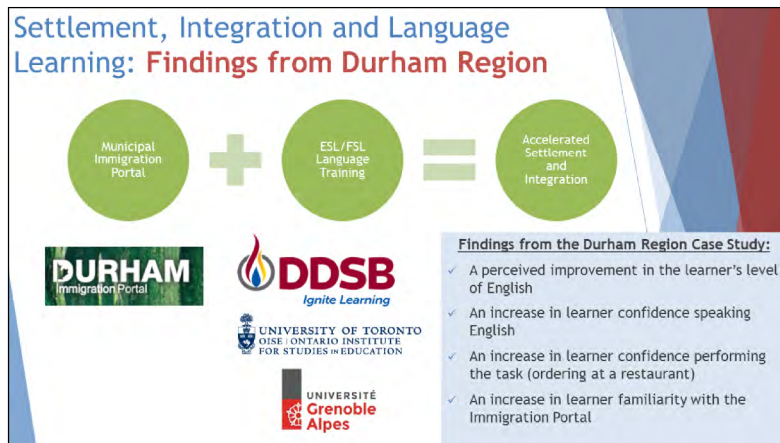 Settlement, Integration and Language
Learning: Findings from Durham Region
Municipal
Immigration
Portal
ESL/FSL
Language
Training
Accelerated
Settlement
and
Integration
DURHAM
Immigration Portal
DDSB
Ignite Learning
UNIVERSITY OF TORONTO
OISE | ONTARIO INSTITUTE
FOR STUDIES IN EDUCATION
UNIVERSITÉ
Grenoble
Alpes
Findings from the Durham Region Case Study:
✓ A perceived improvement in the learner's level
of English
✓ An increase in learner confidence speaking
English
✓ An increase in learner confidence performing
the task (ordering at a restaurant)
✓ An increase in learner familiarity with the
Immigration Portal